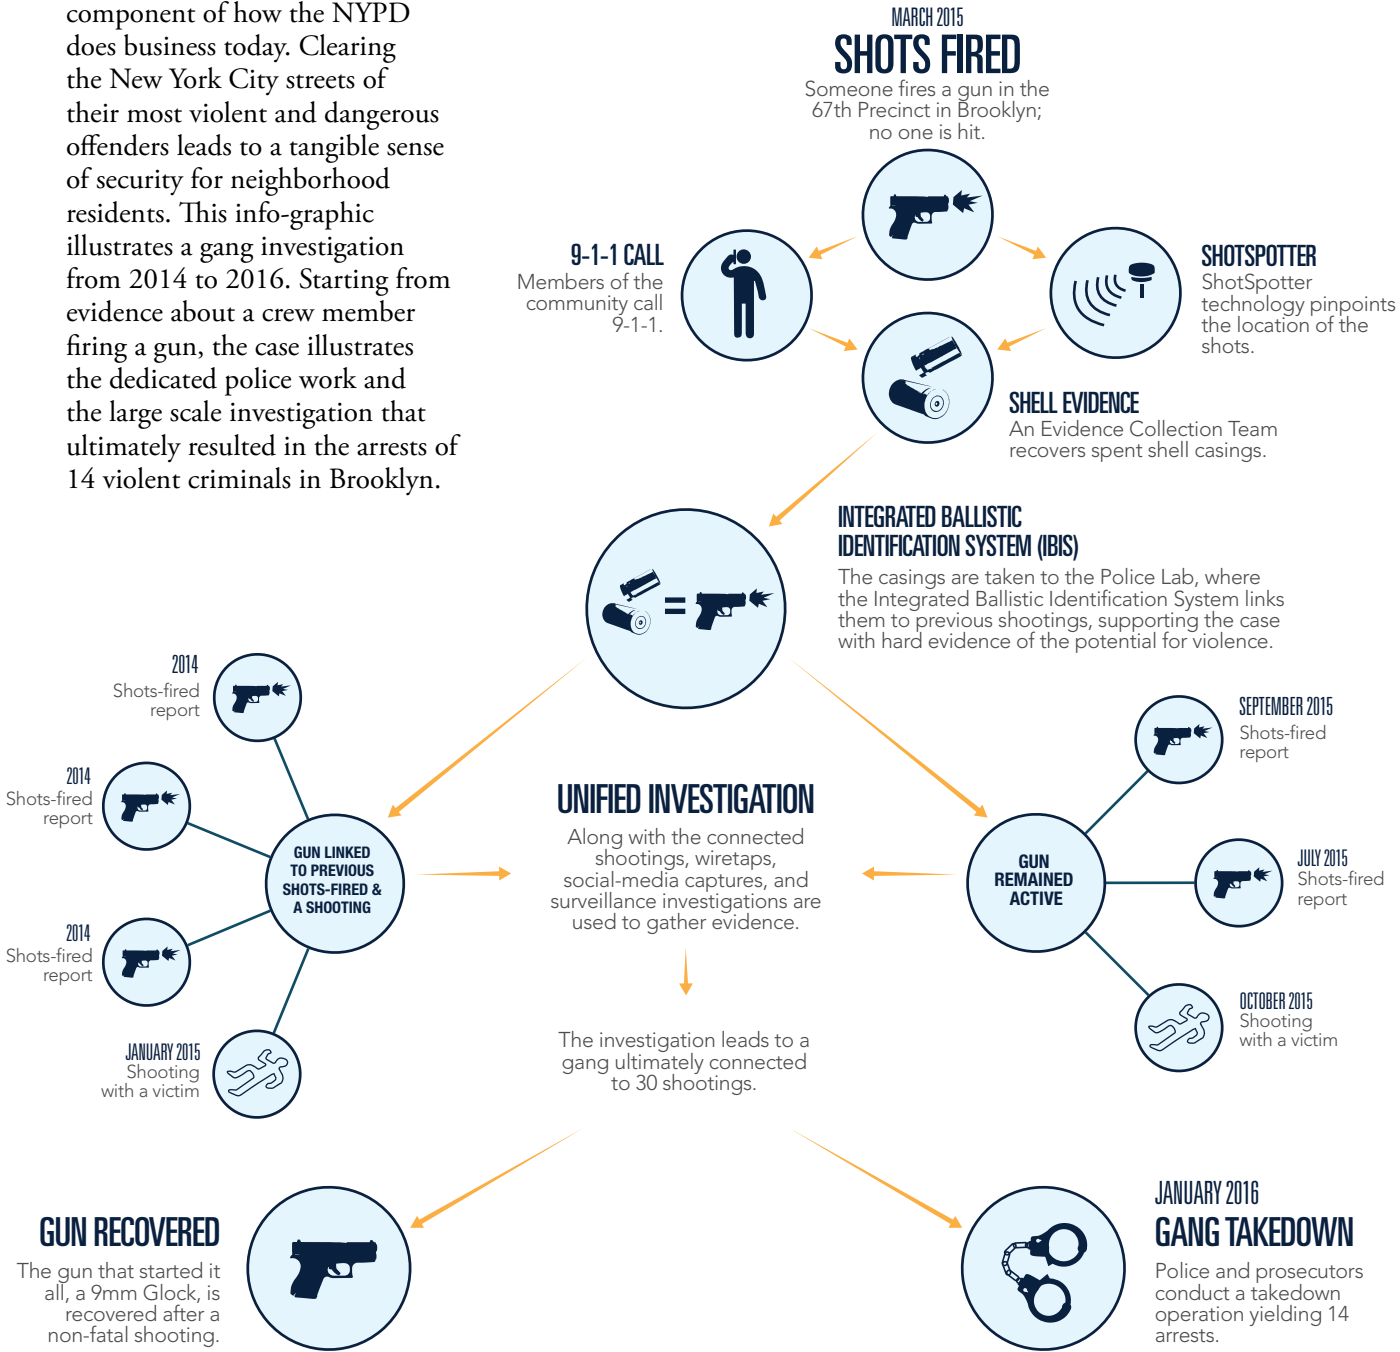 component of how the NYPD
does business today. Clearing
the New York City streets of
their most violent and dangerous
offenders leads to a tangible sense
of security for neighborhood
residents. This info-graphic
illustrates a gang investigation
from 2014 to 2016. Starting from
evidence about a crew member
firing a gun, the case illustrates
the dedicated police work and
the large scale investigation that
ultimately resulted in the arrests of
14 violent criminals in Brooklyn.
MARCH 2015
SHOTS FIRED
Someone fires a gun in the
67th Precinct in Brooklyn;
no one is hit.
9-1-1 CALL
Members of the
community call
9-1-1.
SHOTSPOTTER
ShotSpotter
technology pinpoints
the location of the
shots.
SHELL EVIDENCE
An Evidence Collection Team
recovers spent shell casings.
INTEGRATED BALLISTIC
IDENTIFICATION SYSTEM (IBIS)
The casings are taken to the Police Lab, where
the Integrated Ballistic Identification System links
them to previous shootings, supporting the case
with hard evidence of the potential for violence.
2014
Shots-fired
report
2014
Shots-fired
report
2014
Shots-fired
report
JANUARY 2015
Shooting
with a victim
GUN LINKED
TO PREVIOUS
SHOTS-FIRED &
A SHOOTING
UNIFIED INVESTIGATION
Along with the connected
shootings, wiretaps,
social-media captures, and
surveillance investigations are
used to gather evidence.
The investigation leads to a
gang ultimately connected
to 30 shootings.
GUN
REMAINED
ACTIVE
SEPTEMBER 2015
Shots-fired
report
JULY 2015
Shots-fired
report
OCTOBER 2015
Shooting
with a victim
GUN RECOVERED
The gun that started it
all, a 9mm Glock, is
recovered after a
non-fatal shooting.
JANUARY 2016
GANG TAKEDOWN
Police and prosecutors
conduct a takedown
operation yielding 14
arrests.